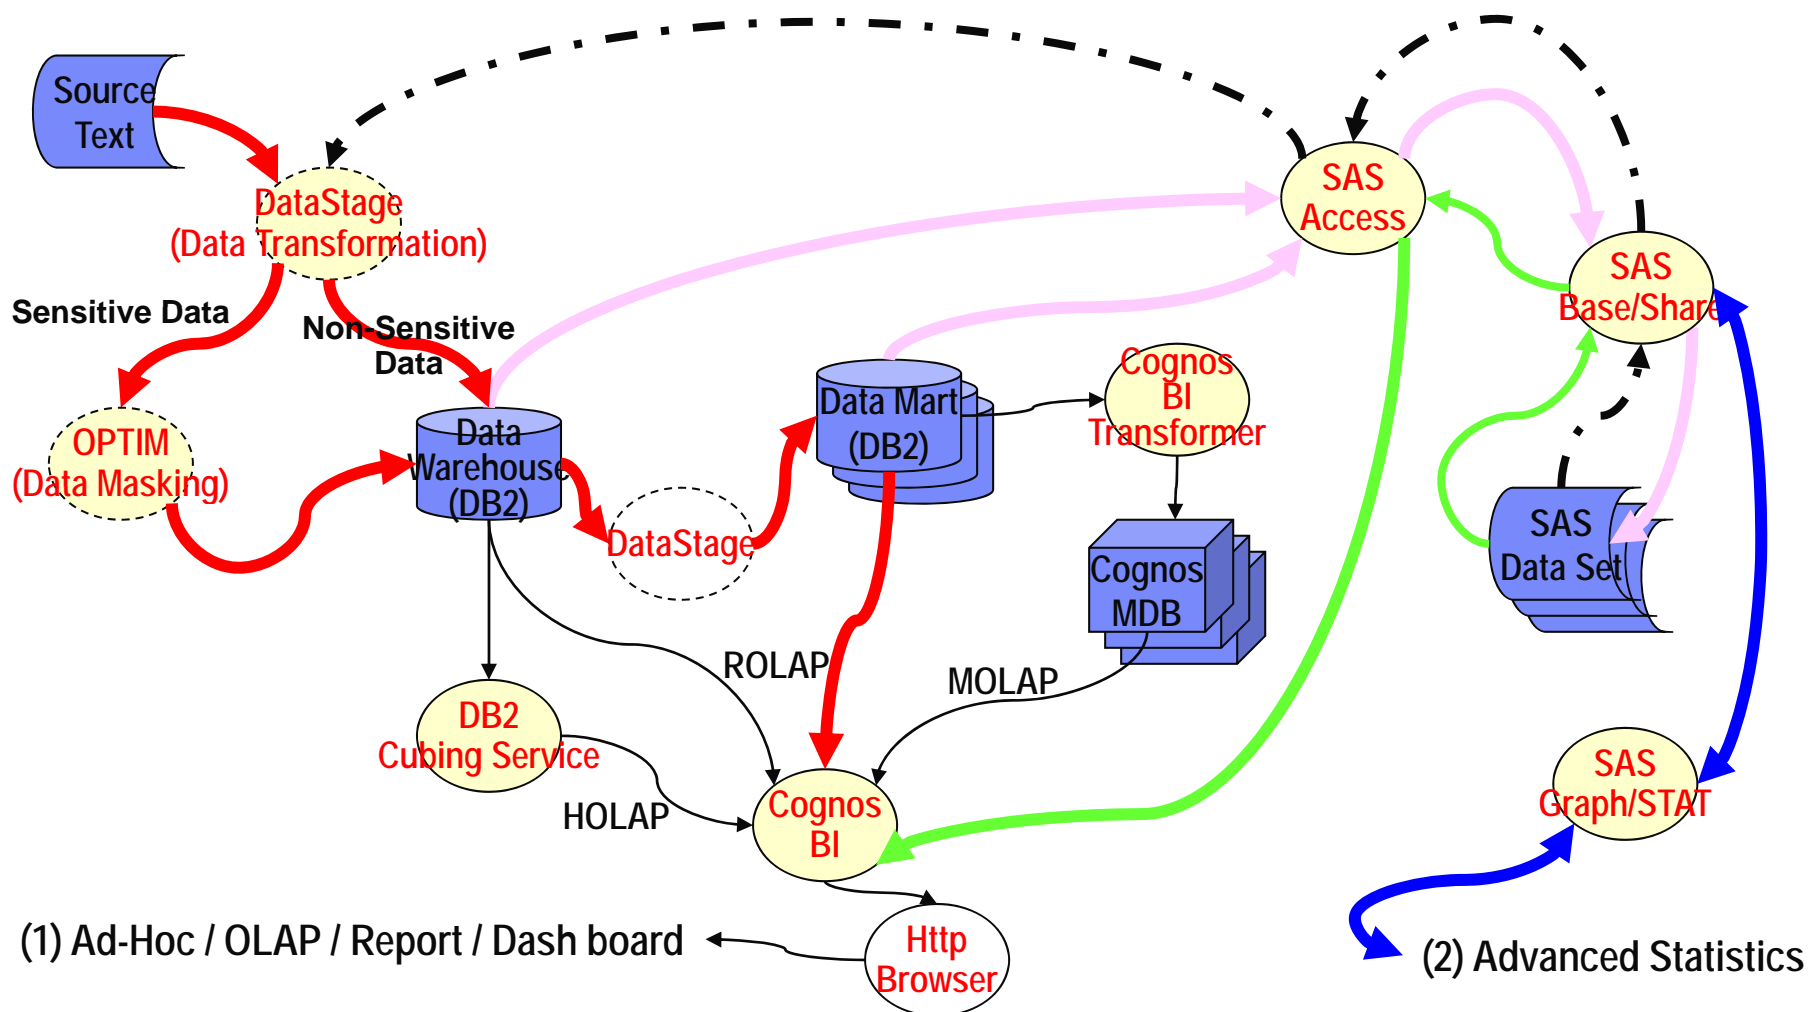 Source
Text
DataStage
(Data Transformation)
SAS
Access
SAS
Base/Share
Sensitive Data
Non-Sensitive
Data
Data Mart
(DB2)
Cognos
BI
Transformer
OPTIM
(Data Masking)
Data
Warehouse
(DB2)
DataStage
SAS
Data Set
Cognos
MDB
ROLAP
MOLAP
DB2
Cubing Service
HOLAP
Cognos
BI
SAS
Graph/STAT
(1) Ad-Hoc / OLAP / Report / Dash board
Http
Browser
(2) Advanced Statistics